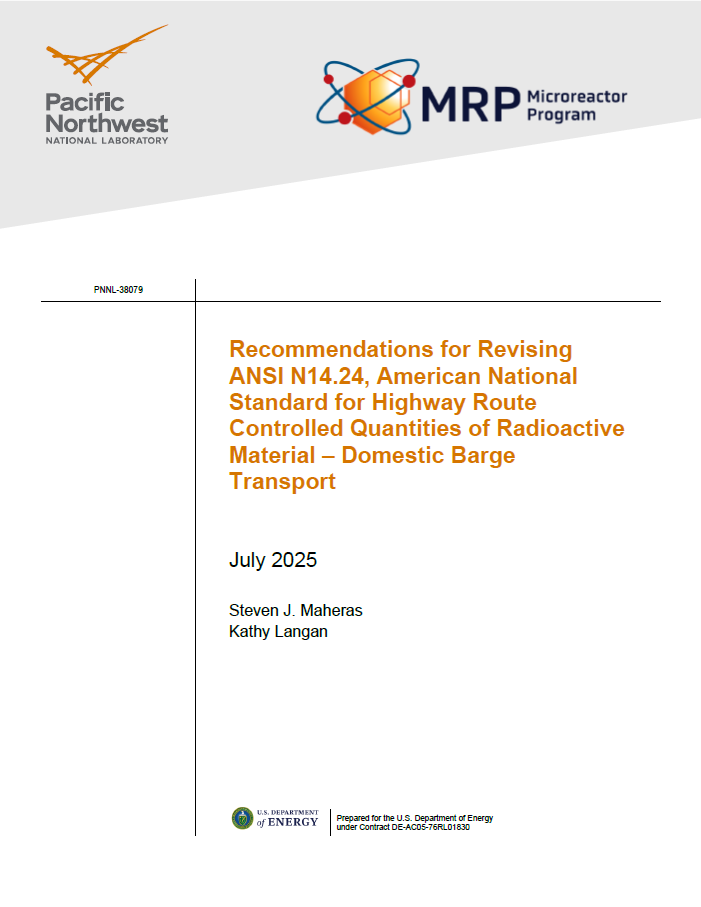 Pacific
Northwest
NATIONAL LABORATORY
MRP Microreactor
Program
PNNL-38079
Recommendations for Revising
ANSI N14.24, American National
Standard for Highway Route
Controlled Quantities of Radioactive
Material – Domestic Barge
Transport
July 2025
Steven J. Maheras
Kathy Langan
U.S. DEPARTMENT
of ENERGY
Prepared for the U.S. Department of Energy
under Contract DE-AC05-76RL01830